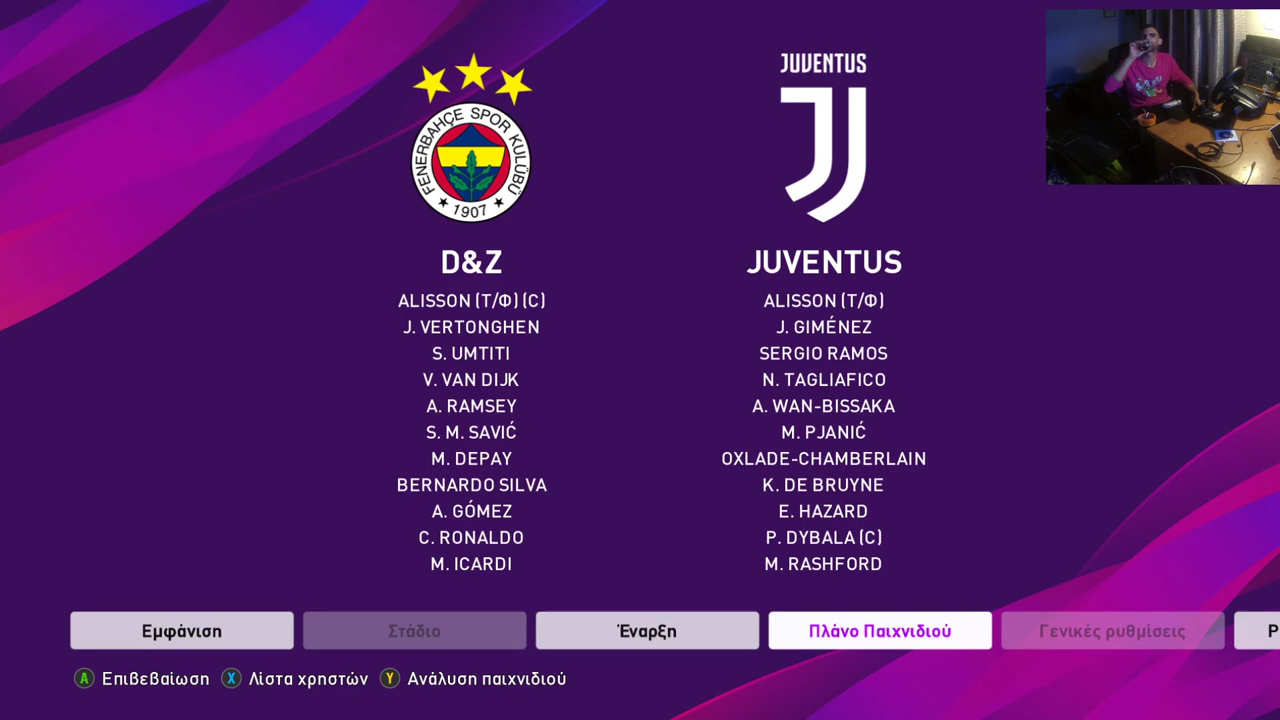 FENERBAHÇE SPOR KULÜBÜ
★ 1907 ★
D&Z
ALISSON (Τ/Φ) (C)
J. VERTONGHEN
S. UMTITI
V. VAN DIJK
A. RAMSEY
S. M. SAVIĆ
M. DEPAY
BERNARDO SILVA
A. GÓMEZ
C. RONALDO
M. ICARDI
JUVENTUS
JUVENTUS
ALISSON (Τ/Φ)
J. GIMÉNEZ
SERGIO RAMOS
N. TAGLIAFICO
A. WAN-BISSAKA
M. PJANIĆ
OXLADE-CHAMBERLAIN
K. DE BRUYNE
E. HAZARD
P. DYBALA (C)
M. RASHFORD
Εμφάνιση
Στάδιο
Έναρξη
Πλάνο Παιχνιδιού
Γενικές ρυθμίσεις
A Επιβεβαίωση X Λίστα χρηστών Y Ανάλυση παιχνιδιού